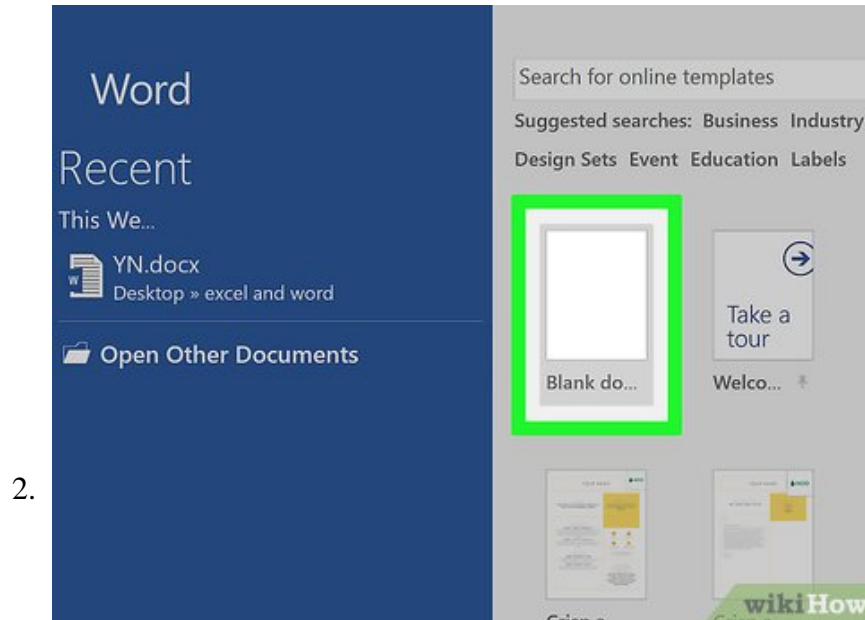 Word
Recent
This We...
YN.docx
Desktop » excel and word
Open Other Documents
Search for online templates
Suggested searches: Business Industry
Design Sets Event Education Labels
Blank do...
Take a
tour
Welco...
2.
wikiHow